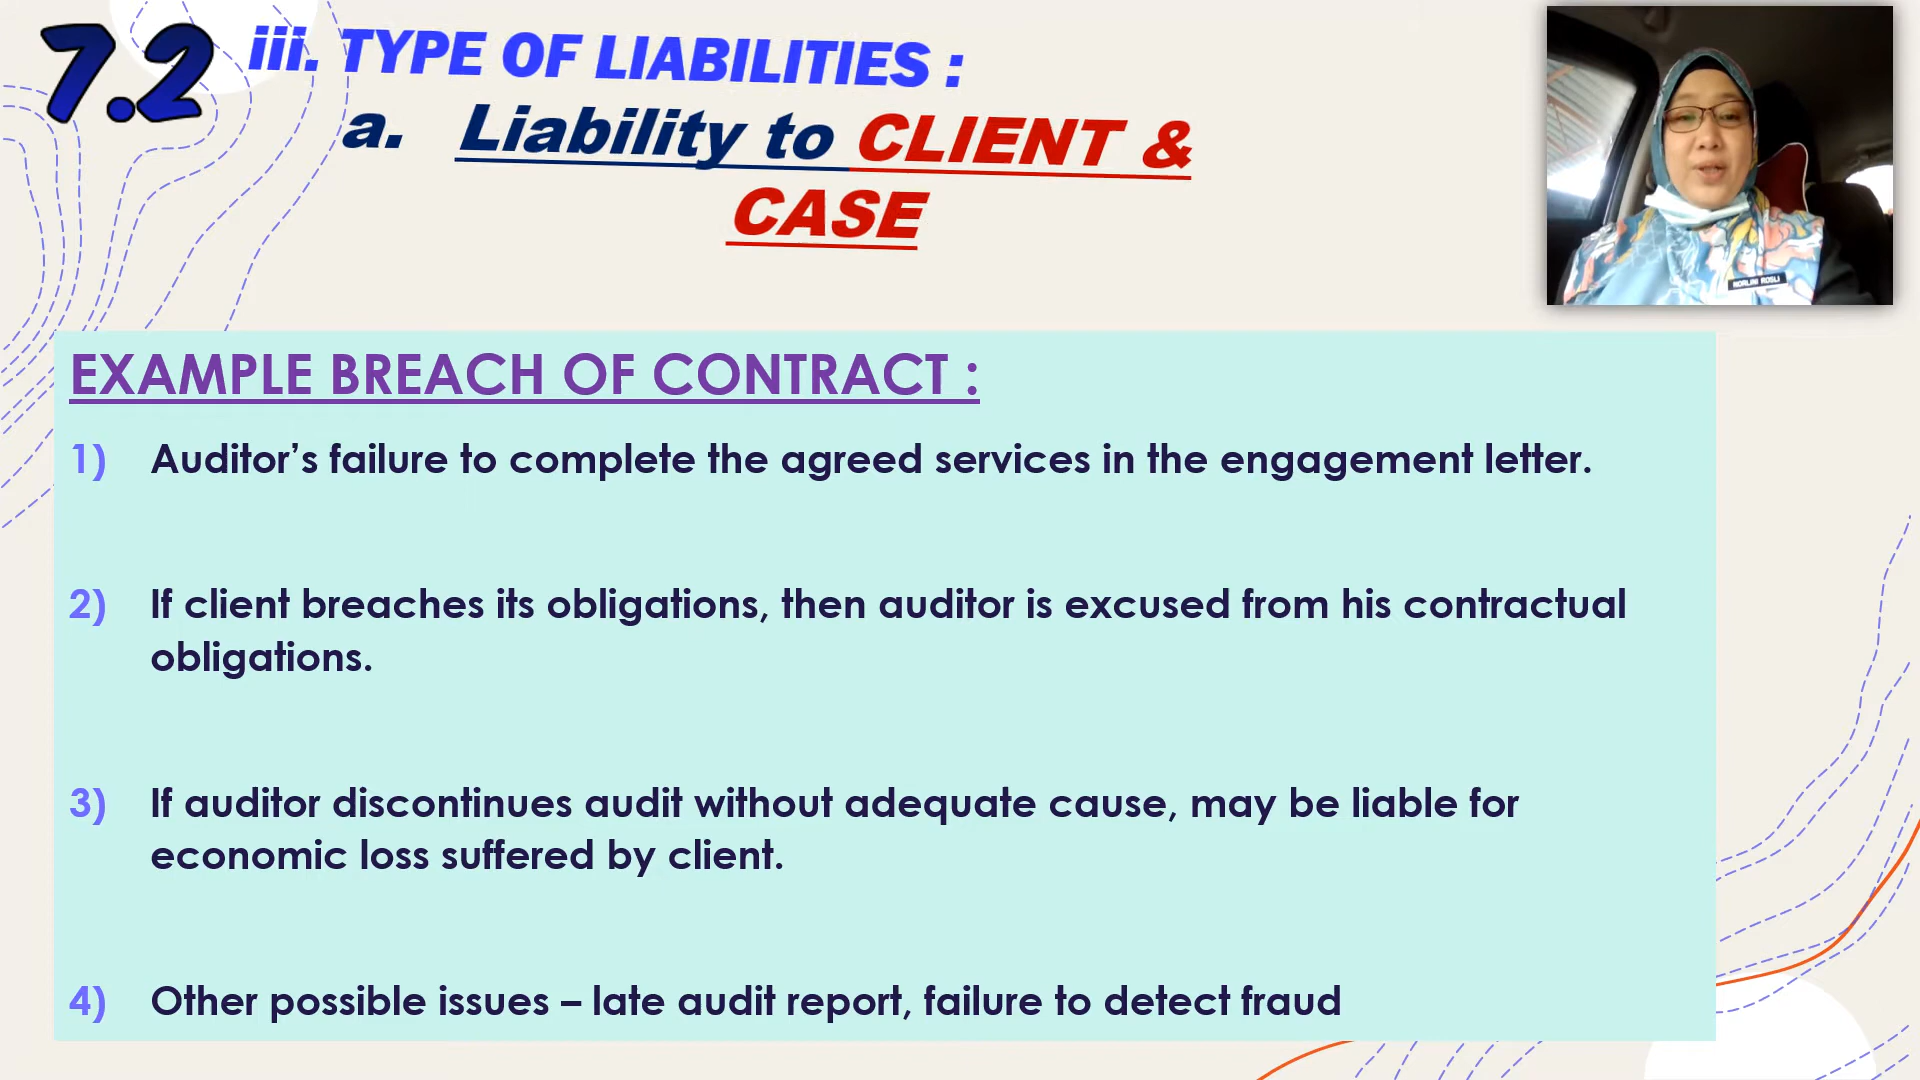 7.2
iii. TYPE OF LIABILITIES :
a. Liability to CLIENT &
CASE
NORLINI ROSLI
EXAMPLE BREACH OF CONTRACT :
1) Auditor’s failure to complete the agreed services in the engagement letter.
2) If client breaches its obligations, then auditor is excused from his contractual
obligations.
3) If auditor discontinues audit without adequate cause, may be liable for
economic loss suffered by client.
4) Other possible issues – late audit report, failure to detect fraud